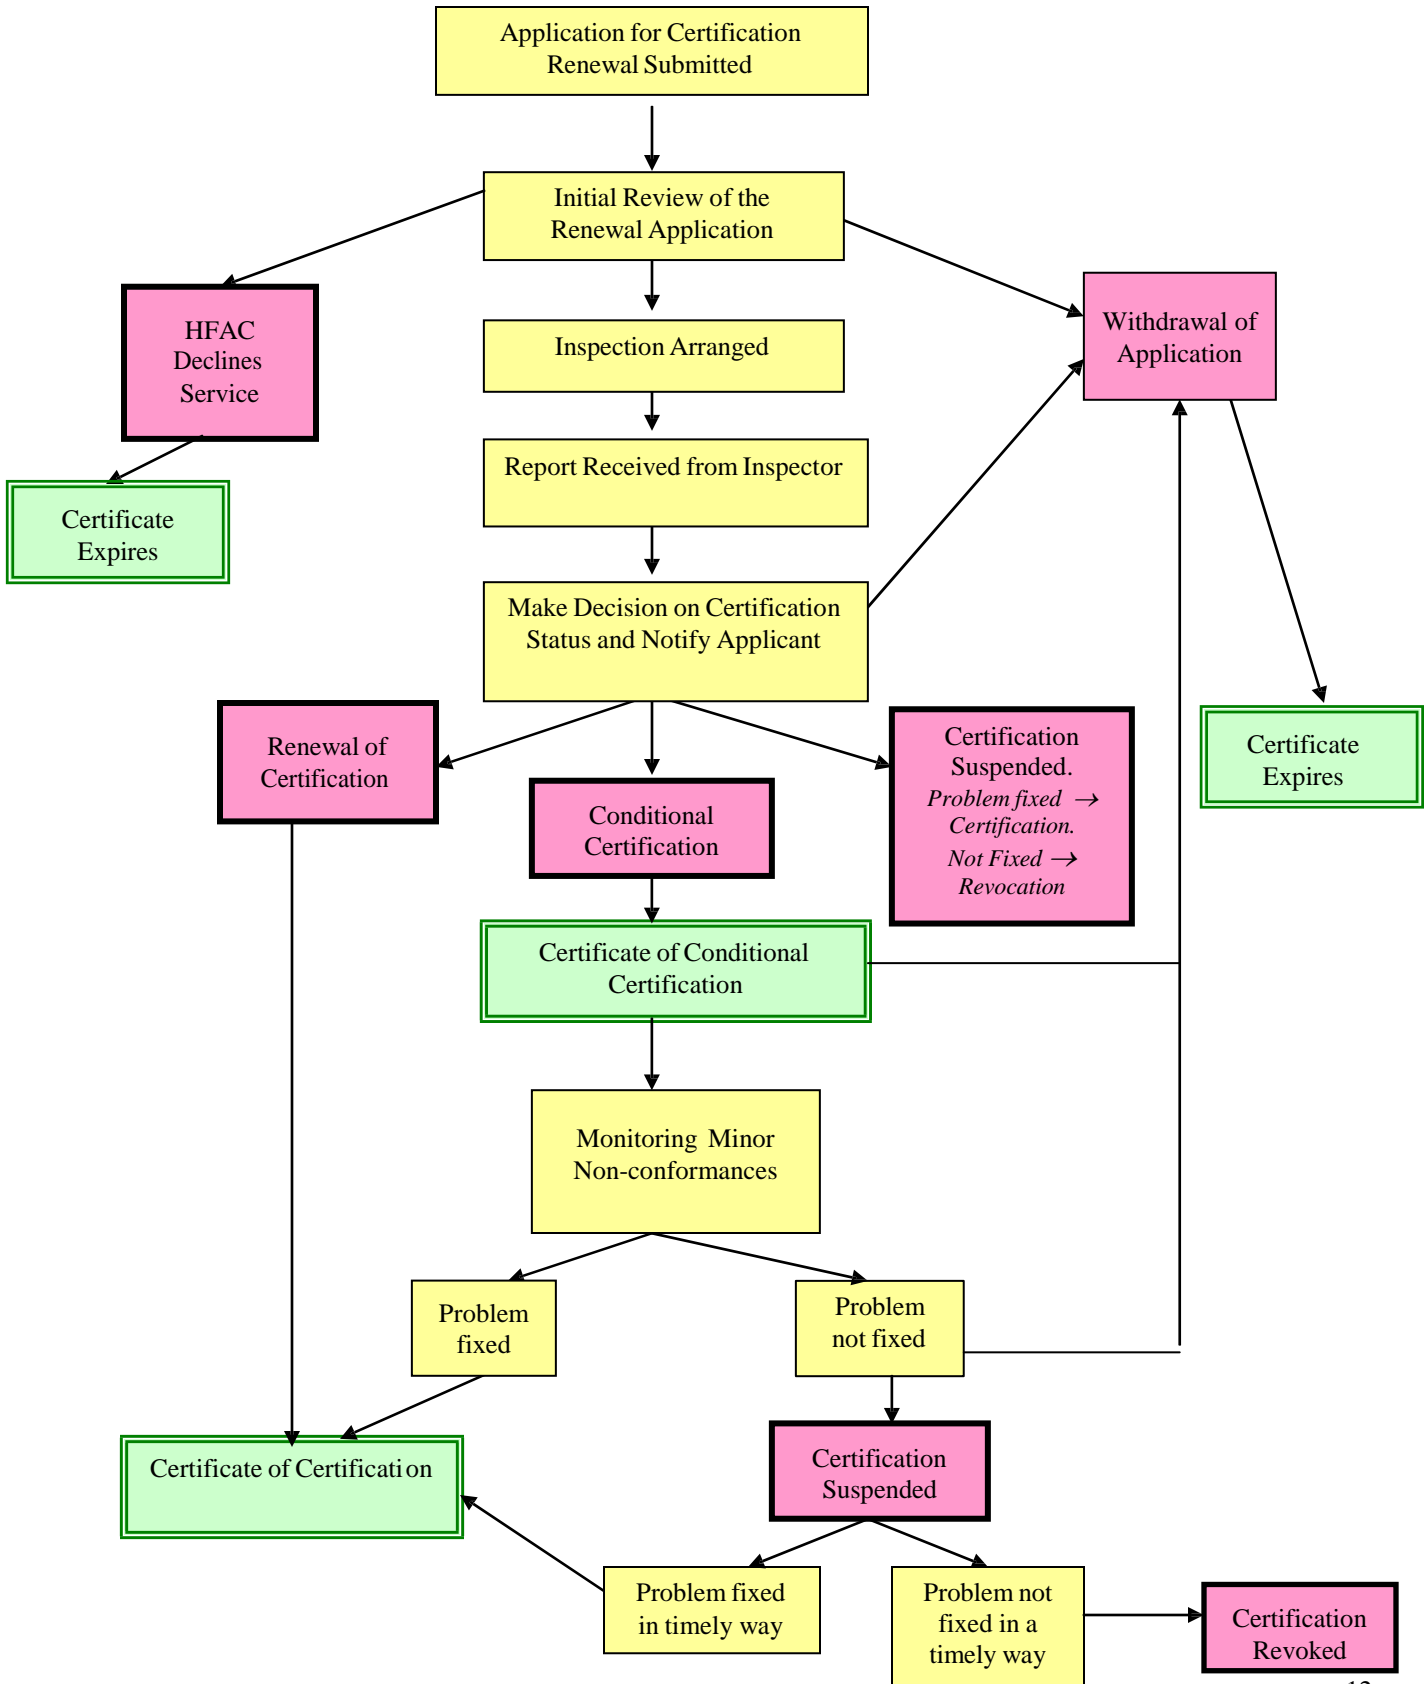 Application for Certification
Renewal Submitted
Initial Review of the
Renewal Application
HFAC
Declines
Service
Withdrawal of
Application
Inspection Arranged
Report Received from Inspector
Certificate
Expires
Make Decision on Certification
Status and Notify Applicant
Renewal of
Certification
Conditional
Certification
Certification
Suspended.
Problem fixed →
Certification.
Not Fixed →
Revocation
Certificate
Expires
Certificate of Conditional
Certification
Monitoring Minor
Non-conformances
Problem
fixed
Problem
not fixed
Certificate of Certification
Certification
Suspended
Problem fixed
in timely way
Problem not
fixed in a
timely way
Certification
Revoked